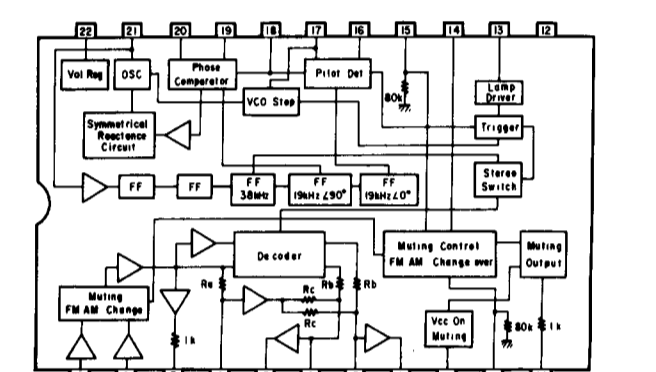 22 21 20 19 18 17 16 15 14 13 12
Vol Reg
OSC
Phase
Comparator
Pilot Det
80k
Lamp
Driver
VCO Stop
Trigger
Symmetrical
Reactance
Circuit
Stereo
Switch
FF
FF
FF
38kHz
FF
19kHz∠90°
FF
19kHz∠0°
Decoder
Muting Control
FM AM Change over
Muting
Output
Ra
Rb
Rb
Rc
Rc
Muting
FM AM Change
1k
Vcc On
Muting
80k
1k